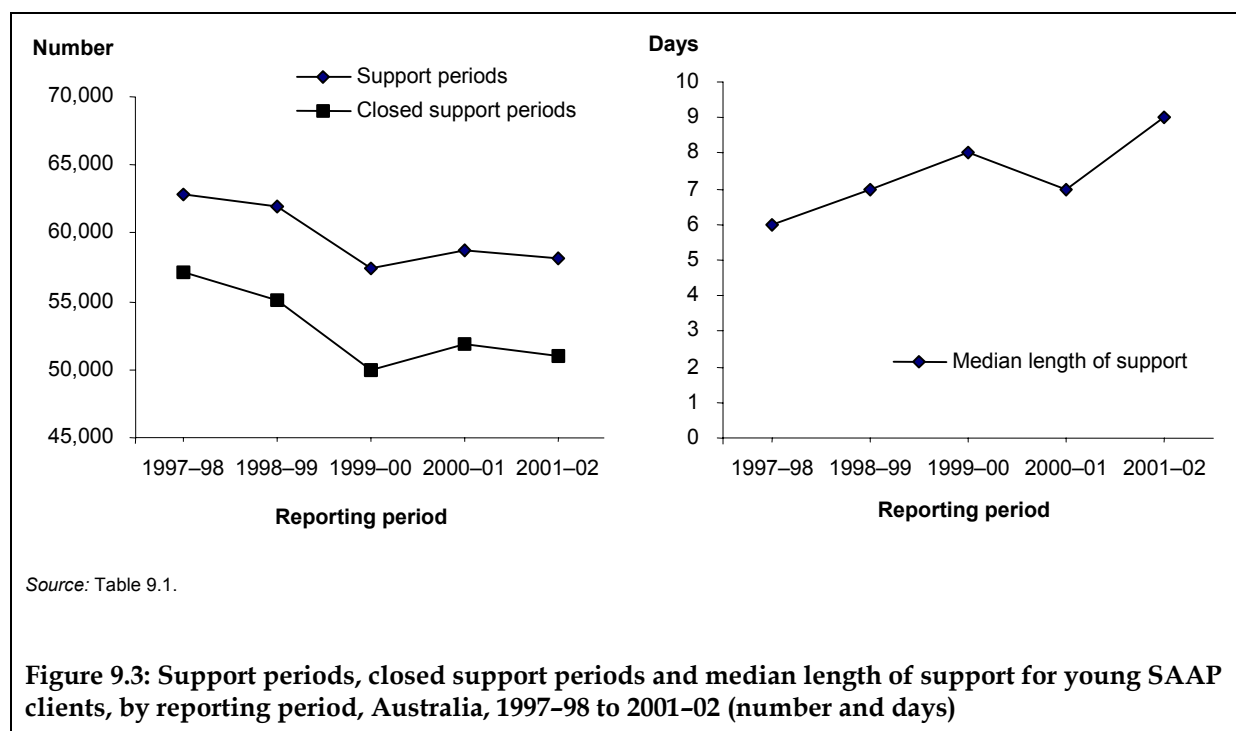 Number
Support periods
Closed support periods
70,000
65,000
60,000
55,000
50,000
45,000
1997–98 1998–99 1999–00 2000–01 2001–02
Reporting period
Days
10
9
8
7
6
5
4
3
2
1
0
Median length of support
1997–98 1998–99 1999–00 2000–01 2001–02
Reporting period
Source: Table 9.1.
Figure 9.3: Support periods, closed support periods and median length of support for young SAAP
clients, by reporting period, Australia, 1997–98 to 2001–02 (number and days)